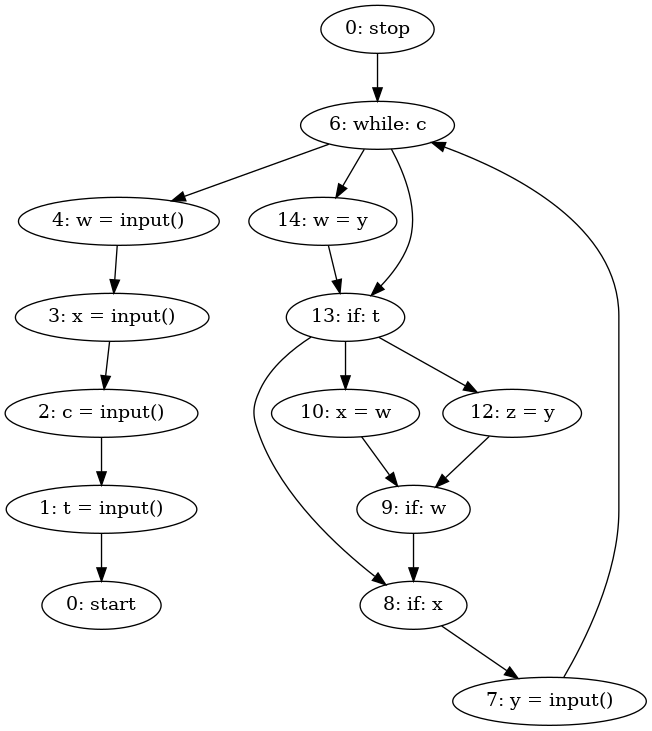 0: stop
6: while: c
4: w = input()
14: w = y
3: x = input()
13: if: t
2: c = input()
10: x = w
12: z = y
1: t = input()
9: if: w
0: start
8: if: x
7: y = input()